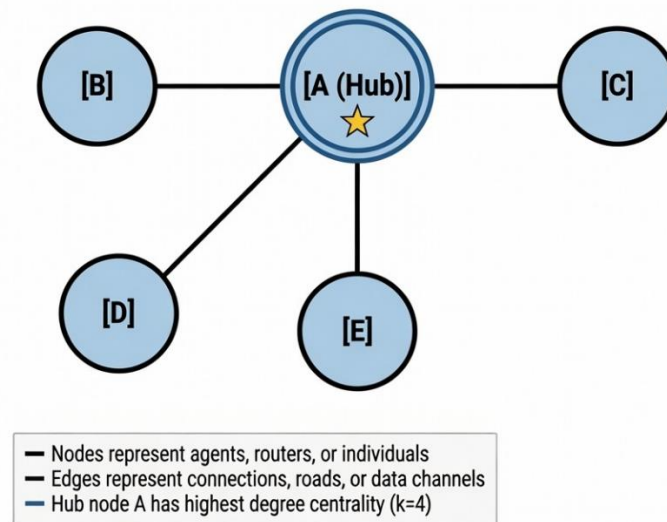 [B]
[A (Hub)]
[C]
[D]
[E]
Nodes represent agents, routers, or individuals
Edges represent connections, roads, or data channels
Hub node A has highest degree centrality (k=4)